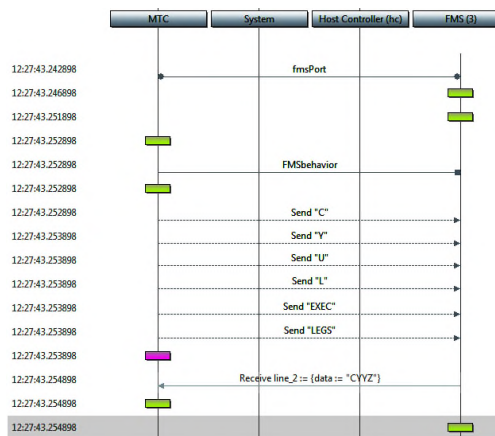 MTC System Host Controller (hc) FMS (3)
12:27:43.242898 fmsPort
12:27:43.246898
12:27:43.251898
12:27:43.252898
12:27:43.252898 FMSbehavior
12:27:43.252898
12:27:43.252898 Send "C"
12:27:43.253898 Send "Y"
12:27:43.253898 Send "U"
12:27:43.253898 Send "L"
12:27:43.253898 Send "EXEC"
12:27:43.253898 Send "LEGS"
12:27:43.253898
12:27:43.254898 Receive line_2 := {data := "CYYZ"}
12:27:43.254898
12:27:43.254898